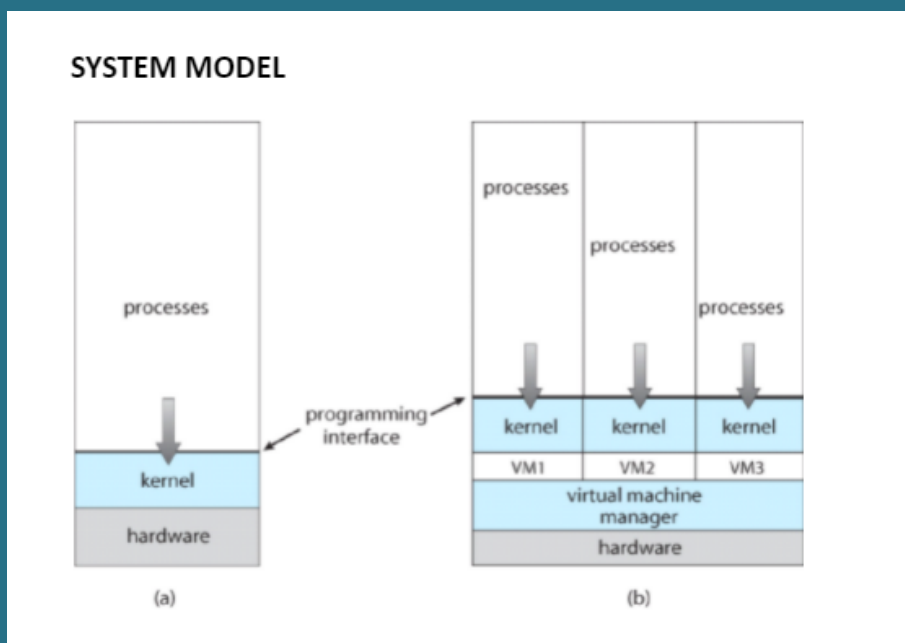 SYSTEM MODEL
processes
kernel
hardware
(a)
programming
interface
processes
processes
processes
kernel kernel kernel
VM1 VM2 VM3
virtual machine
manager
hardware
(b)